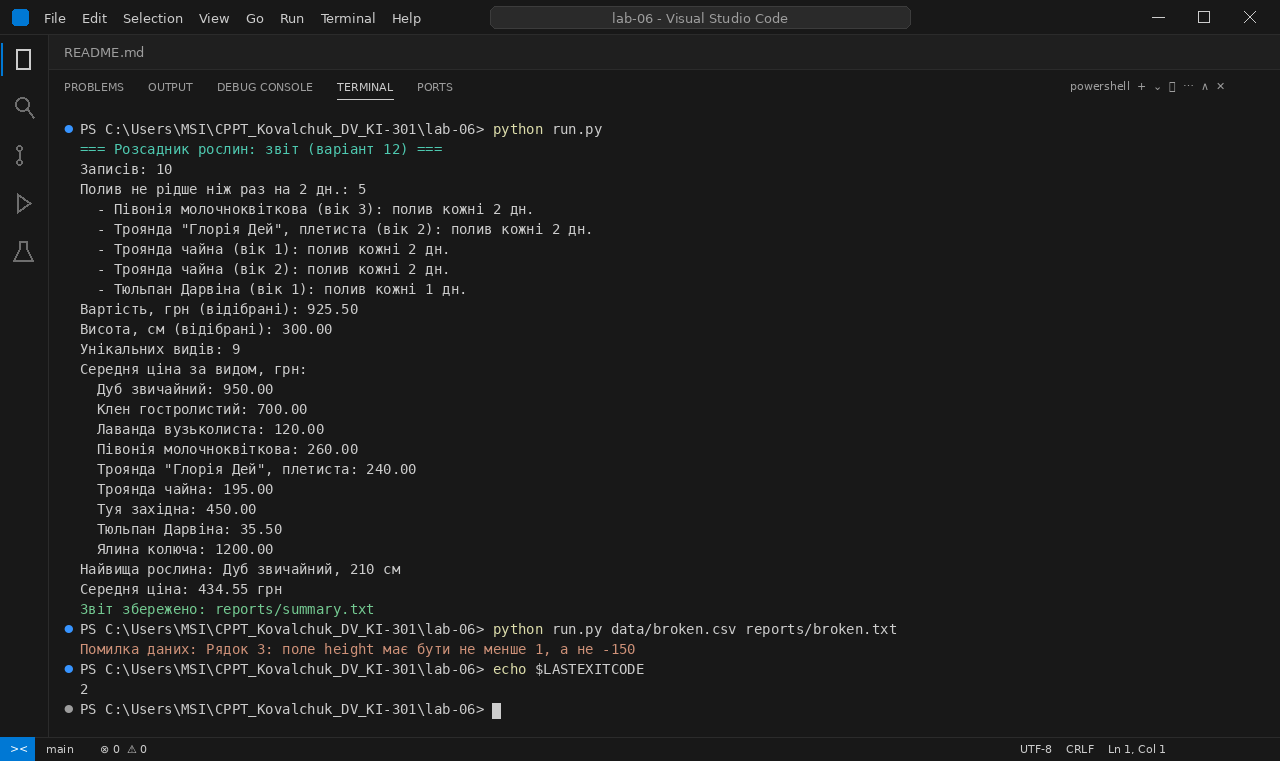 File Edit Selection View Go Run Terminal Help lab-06 - Visual Studio Code
README.md
PROBLEMS OUTPUT DEBUG CONSOLE TERMINAL PORTS powershell + ⌄ ⋯ ∧ ✕
PS C:\Users\MSI\CPPT_Kovalchuk_DV_KI-301\lab-06> python run.py
=== Розсадник рослин: звіт (варіант 12) ===
Записів: 10
Полив не рідше ніж раз на 2 дн.: 5
- Півонія молочноквіткова (вік 3): полив кожні 2 дн.
- Троянда "Глорія Дей", плетиста (вік 2): полив кожні 2 дн.
- Троянда чайна (вік 1): полив кожні 2 дн.
- Троянда чайна (вік 2): полив кожні 2 дн.
- Тюльпан Дарвіна (вік 1): полив кожні 1 дн.
Вартість, грн (відібрані): 925.50
Висота, см (відібрані): 300.00
Унікальних видів: 9
Середня ціна за видом, грн:
Дуб звичайний: 950.00
Клен гостролистий: 700.00
Лаванда вузьколиста: 120.00
Півонія молочноквіткова: 260.00
Троянда "Глорія Дей", плетиста: 240.00
Троянда чайна: 195.00
Туя західна: 450.00
Тюльпан Дарвіна: 35.50
Ялина колюча: 1200.00
Найвища рослина: Дуб звичайний, 210 см
Середня ціна: 434.55 грн
Звіт збережено: reports/summary.txt
PS C:\Users\MSI\CPPT_Kovalchuk_DV_KI-301\lab-06> python run.py data/broken.csv reports/broken.txt
Помилка даних: Рядок 3: поле height має бути не менше 1, а не -150
PS C:\Users\MSI\CPPT_Kovalchuk_DV_KI-301\lab-06> echo $LASTEXITCODE
2
PS C:\Users\MSI\CPPT_Kovalchuk_DV_KI-301\lab-06>
>< main ⊗ 0 ⚠ 0 UTF-8 CRLF Ln 1, Col 1